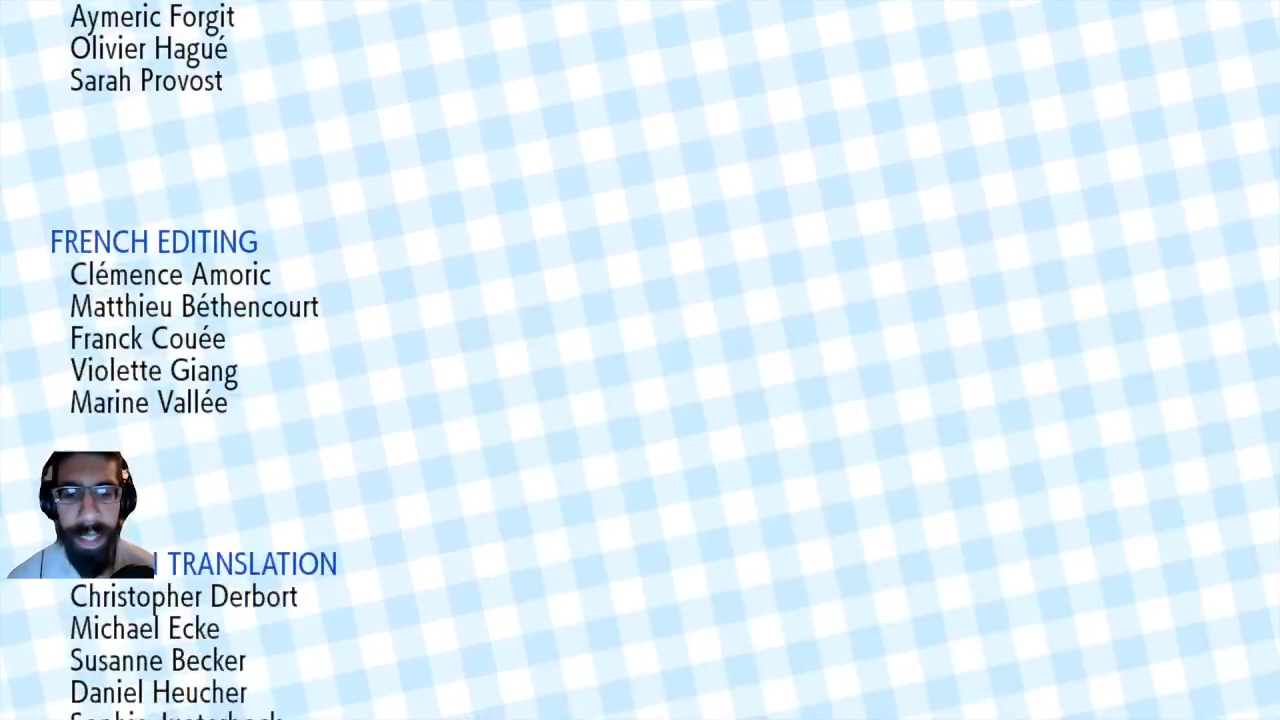 Aymeric Forgit
Olivier Hagué
Sarah Provost
FRENCH EDITING
Clémence Amoric
Matthieu Béthencourt
Franck Couée
Violette Giang
Marine Vallée
TRANSLATION
Christopher Derbort
Michael Ecke
Susanne Becker
Daniel Heucher